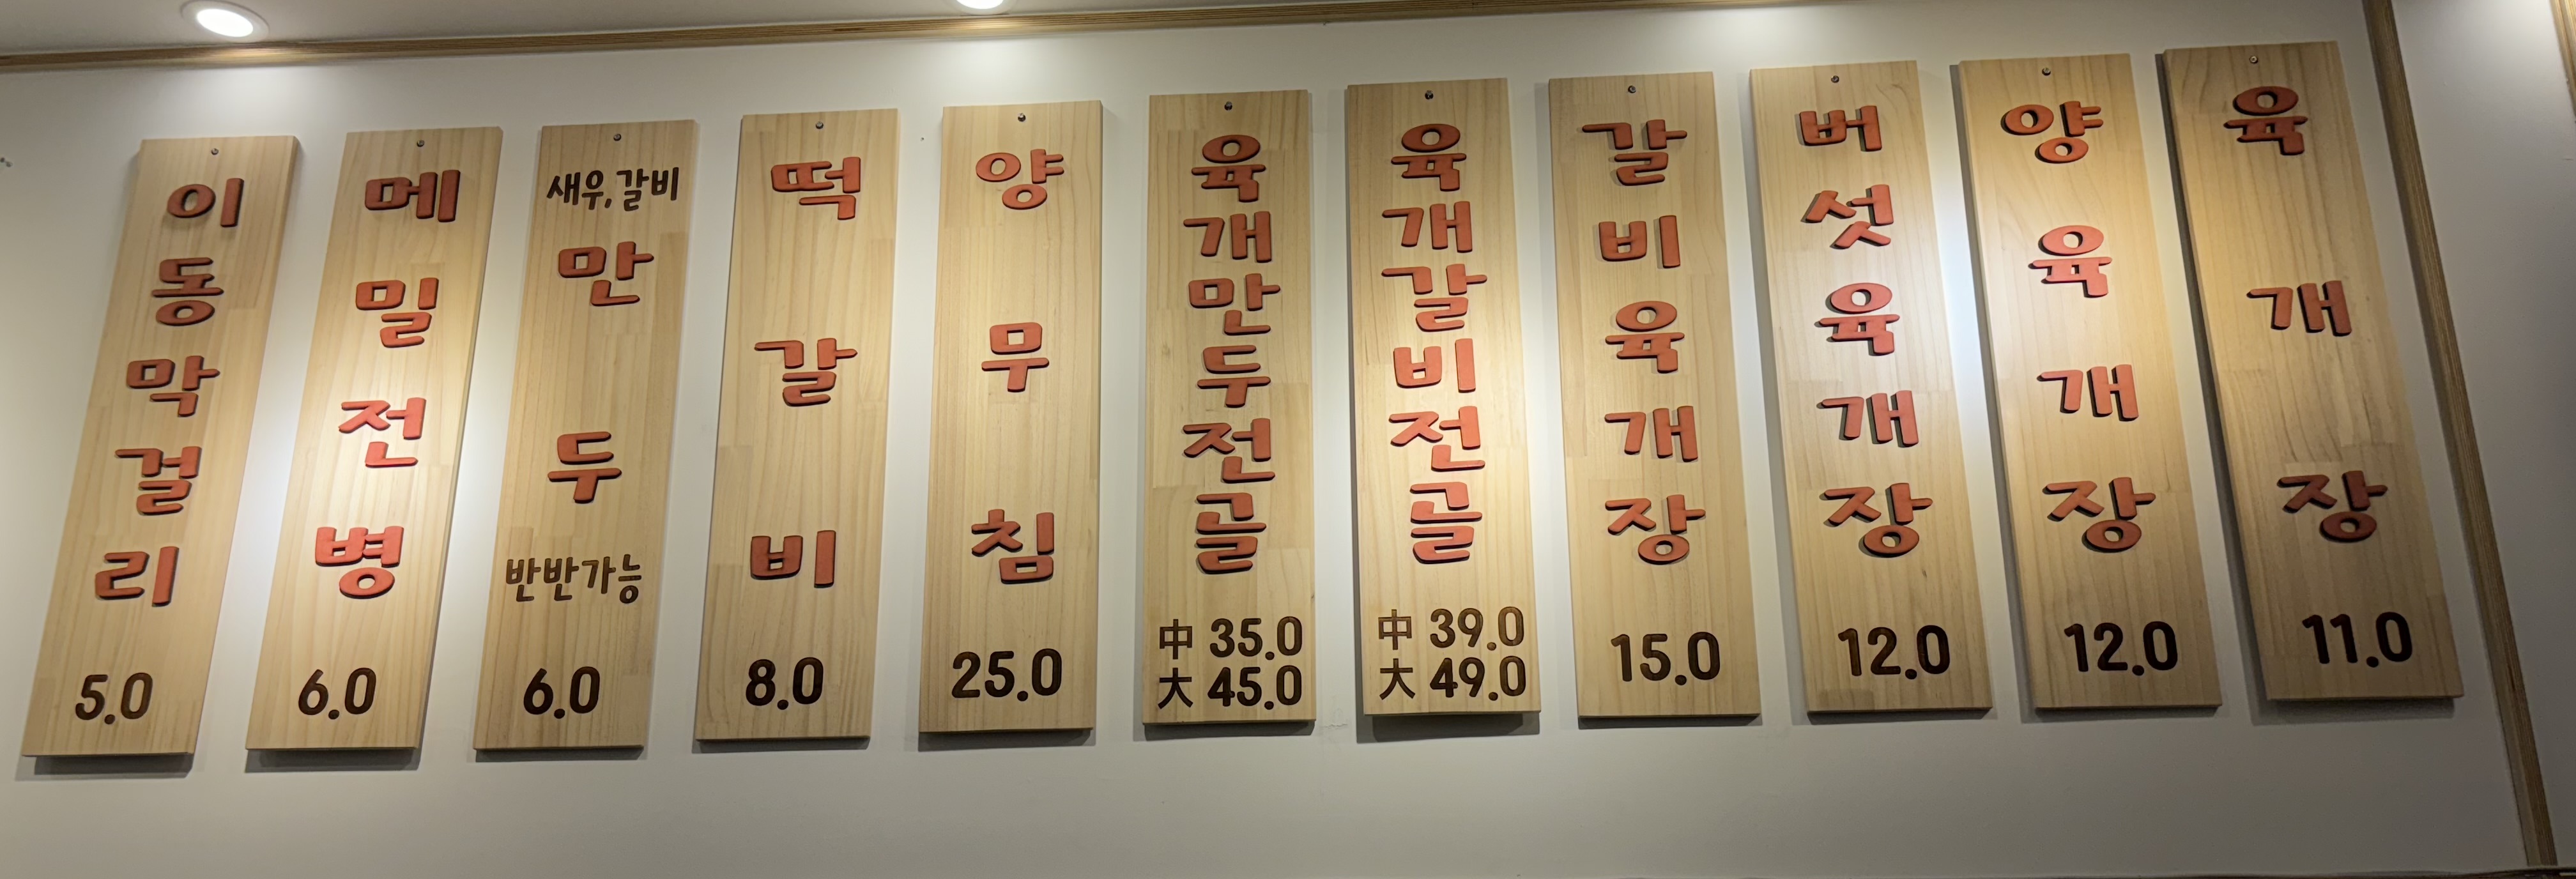 이동막걸리
5.0
메밀전병
6.0
새우,갈비
만두
반반가능
6.0
떡갈비
8.0
양무침
25.0
육개만두전골
中 35.0
大 45.0
육개갈비전골
中 39.0
大 49.0
갈비육개장
15.0
버섯육개장
12.0
양육개장
12.0
육개장
11.0